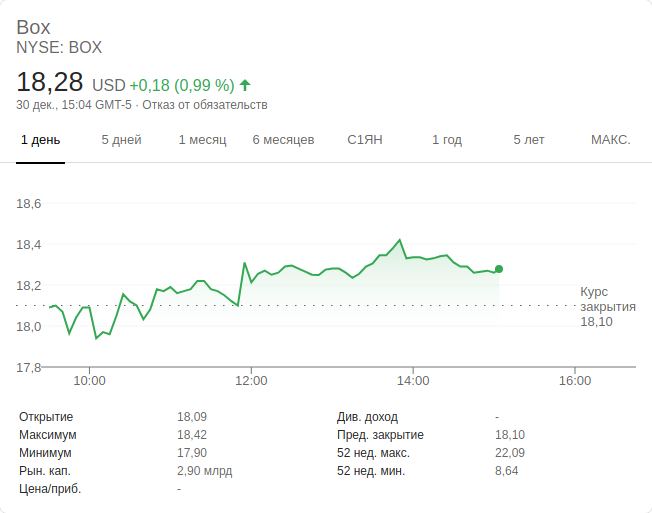 Box
NYSE: BOX
18,28 USD +0,18 (0,99 %)
30 дек., 15:04 GMT-5 · Отказ от обязательств
1 день 5 дней 1 месяц 6 месяцев С1ЯН 1 год 5 лет МАКС.
18,6
18,4
18,2
18,0
17,8
Курс
закрытия
18,10
10:00 12:00 14:00 16:00
Открытие 18,09 Див. доход -
Максимум 18,42 Пред. закрытие 18,10
Минимум 17,90 52 нед. макс. 22,09
Рын. кап. 2,90 млрд 52 нед. мин. 8,64
Цена/приб. -